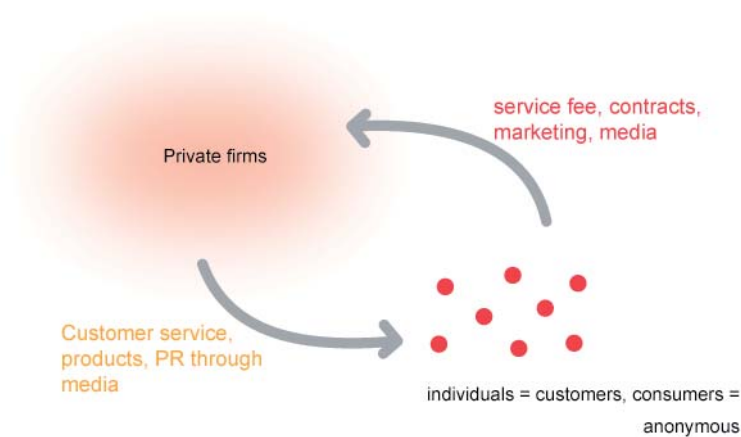 service fee, contracts,
marketing, media
Private firms
Customer service,
products, PR through
media
individuals = customers, consumers =
anonymous